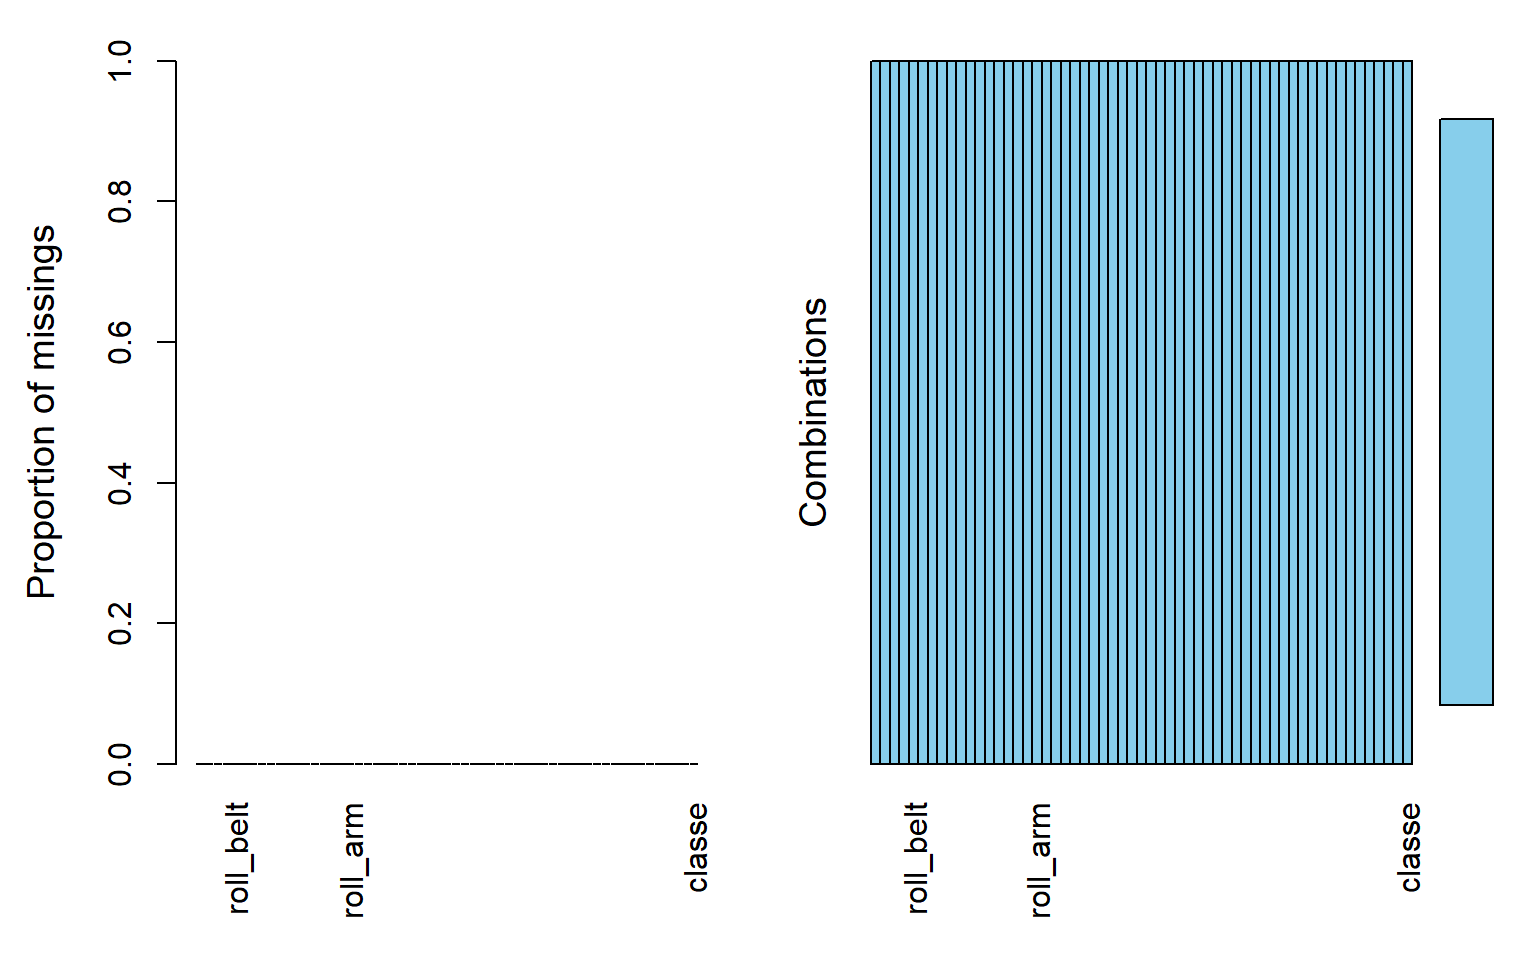 Proportion of missings
1.0
0.8
0.6
0.4
0.2
0.0
roll_belt
roll_arm
classe
Combinations
roll_belt
roll_arm
classe